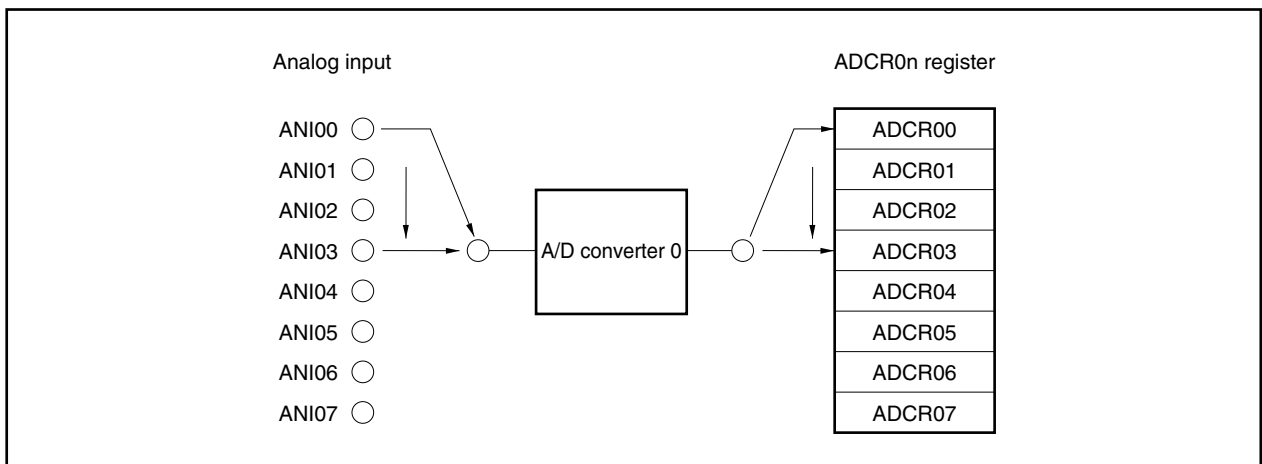 Analog input
ADCR0n register
ANI00
ANI01
ANI02
ANI03
ANI04
ANI05
ANI06
ANI07
A/D converter 0
ADCR00
ADCR01
ADCR02
ADCR03
ADCR04
ADCR05
ADCR06
ADCR07